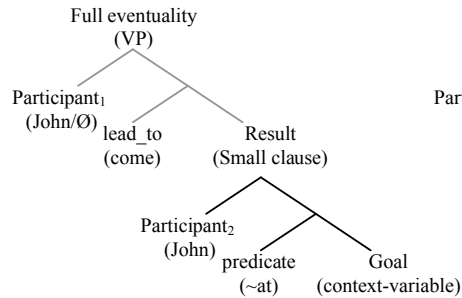 Full eventuality
(VP)
Participant₁
(John/Ø)
Par
lead_to
(come)
Result
(Small clause)
Participant₂
(John)
predicate
(~at)
Goal
(context-variable)